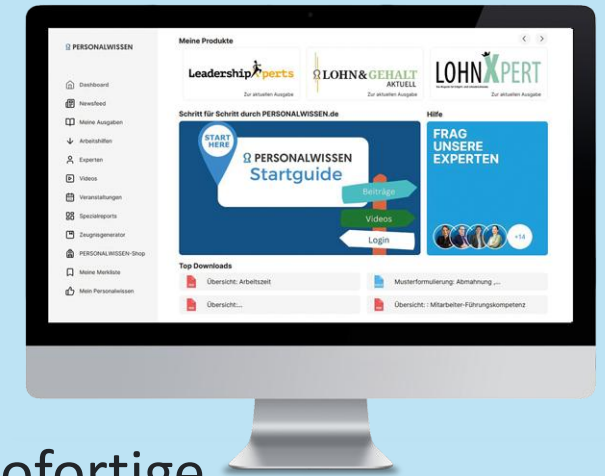 PERSONALWISSEN
Dashboard
Newsfeed
Meine Ausgaben
Arbeitshilfen
Experten
Videos
Veranstaltungen
Spezialreports
Zeugnisgenerator
PERSONALWISSEN-Shop
Meine Merkliste
Mein Personalwissen
Meine Produkte
LeadershipXperts
LOHN & GEHALT
AKTUELL
LOHNXPERT
Zur aktuellen Ausgabe
Zur aktuellen Ausgabe
Zur aktuellen Ausgabe
Schritt für Schritt durch PERSONALWISSEN.de
START
HERE
PERSONALWISSEN
Startguide
Beiträge
Videos
Login
Hilfe
FRAG
UNSERE
EXPERTEN
+14
Top Downloads
Übersicht: Arbeitszeit
Musterformulierung: Abmahnung „...
Übersicht:...
Übersicht: : Mitarbeiter-Führungskompetenz
ofortige